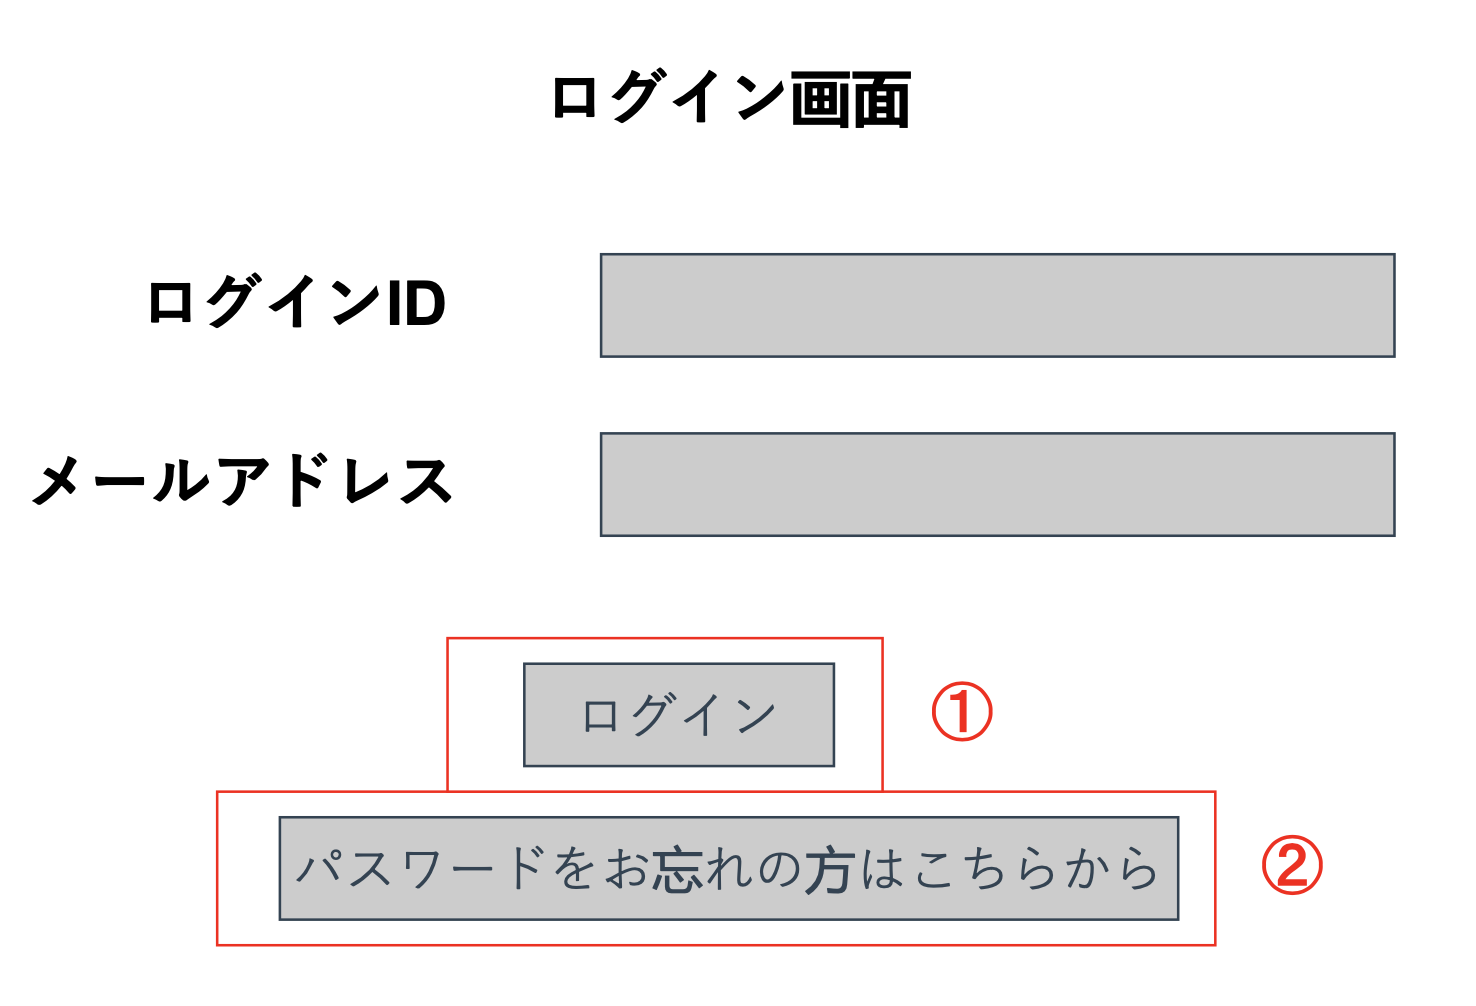 ログイン画面
ログインID
メールアドレス
ログイン ①
パスワードをお忘れの方はこちらから ②